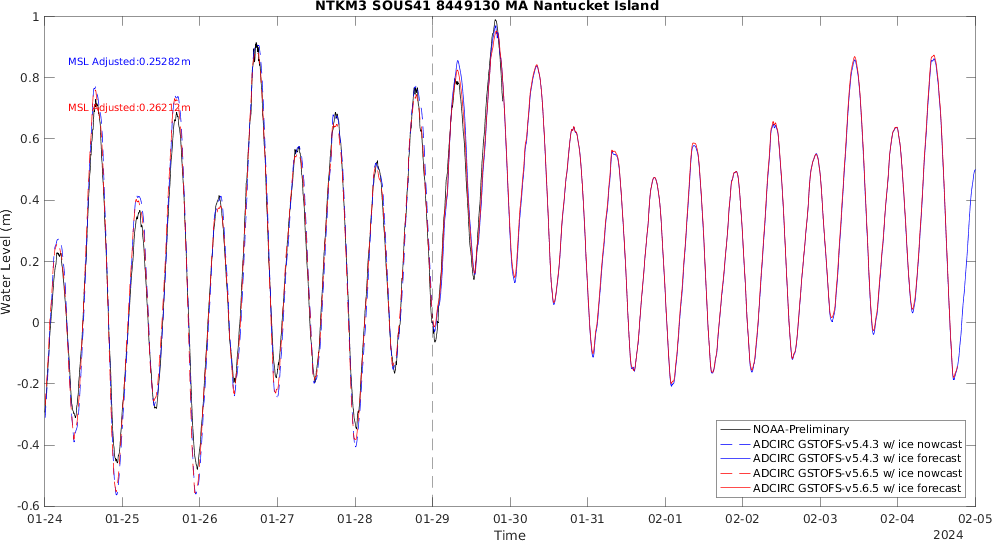 NTKM3 SOUS41 8449130 MA Nantucket Island
1
0.8
0.6
0.4
0.2
0
-0.2
-0.4
-0.6
Water Level (m)
MSL Adjusted:0.25282m
MSL Adjusted:0.26212m
NOAA-Preliminary
ADCIRC GSTOFS-v5.4.3 w/ ice nowcast
ADCIRC GSTOFS-v5.4.3 w/ ice forecast
ADCIRC GSTOFS-v5.6.5 w/ ice nowcast
ADCIRC GSTOFS-v5.6.5 w/ ice forecast
01-24 01-25 01-26 01-27 01-28 01-29 01-30 01-31 02-01 02-02 02-03 02-04 02-05
Time
2024